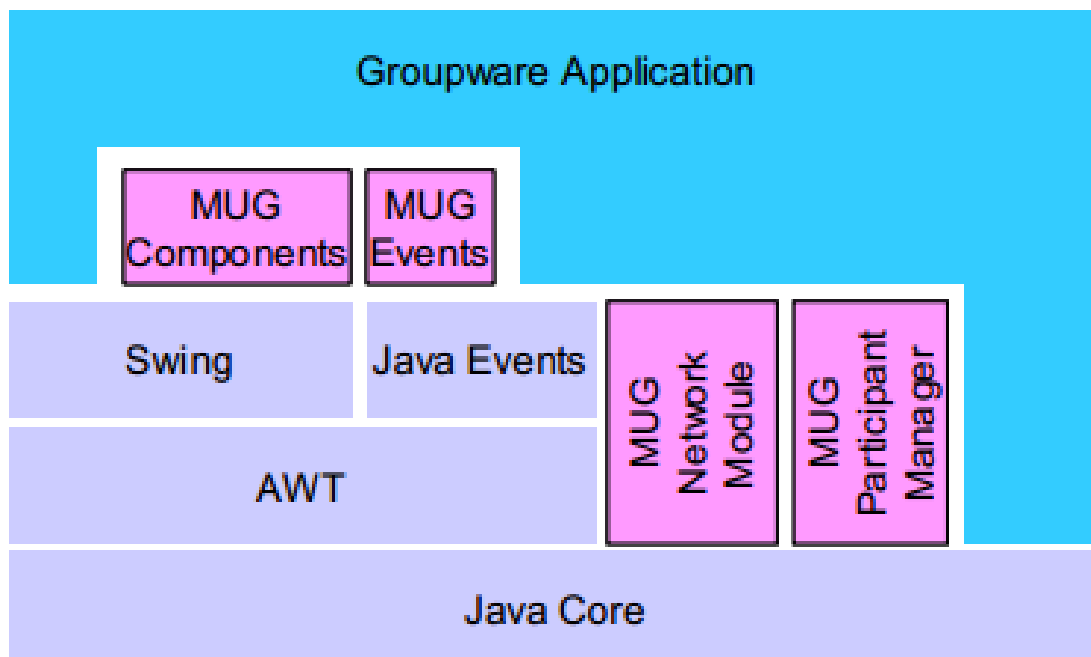 Groupware Application
MUG
Components
MUG
Events
Swing
Java Events
MUG
Network
Module
MUG
Participant
Manager
AWT
Java Core